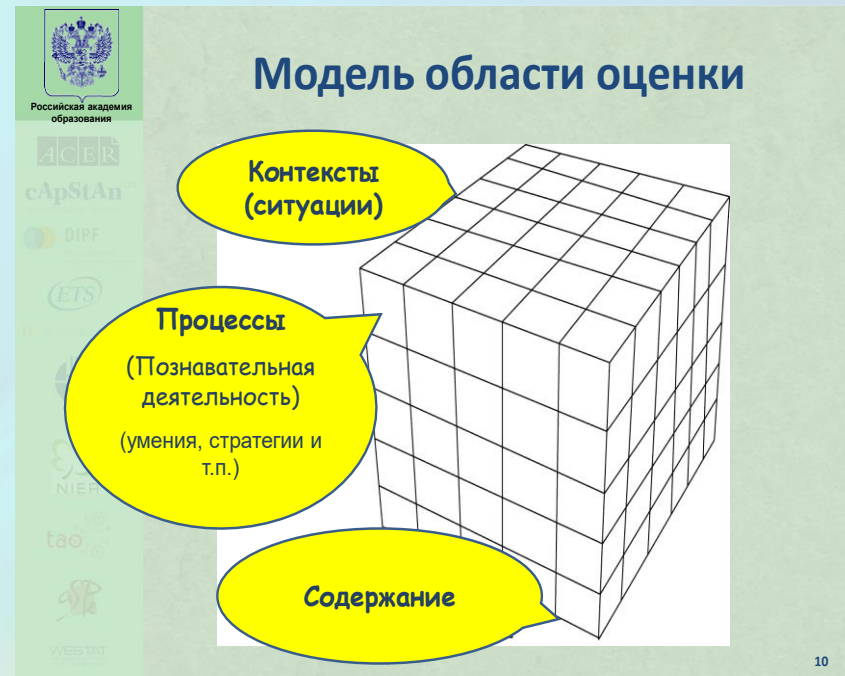 Российская академия
образования
Модель области оценки
ACER
cApStAn
DIPF
ETS
tao
WESTAT
Контексты
(ситуации)
Процессы
(Познавательная
деятельность)
(умения, стратегии и
т.п.)
Содержание
10